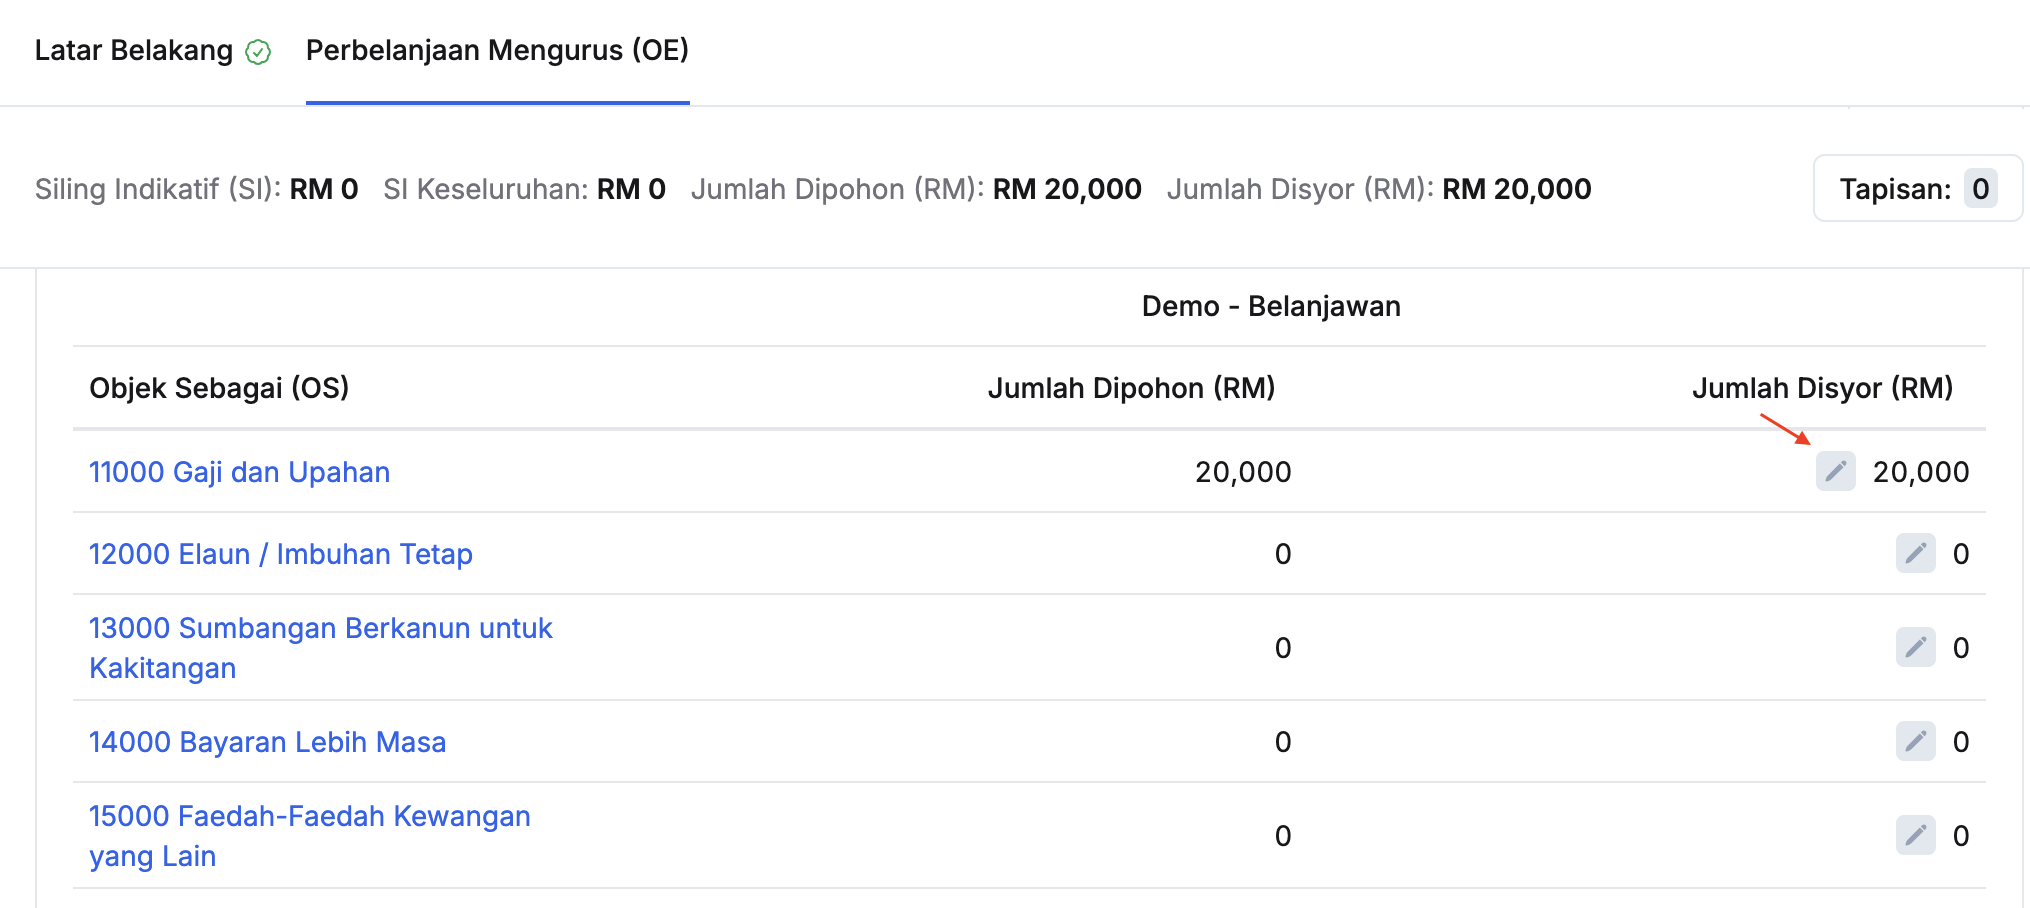 Latar Belakang Perbelanjaan Mengurus (OE)
Siling Indikatif (SI): RM 0 SI Keseluruhan: RM 0 Jumlah Dipohon (RM): RM 20,000 Jumlah Disyor (RM): RM 20,000 Tapisan: 0
Demo - Belanjawan
Objek Sebagai (OS) Jumlah Dipohon (RM) Jumlah Disyor (RM)
11000 Gaji dan Upahan 20,000 20,000
12000 Elaun / Imbuhan Tetap 0 0
13000 Sumbangan Berkanun untuk
Kakitangan 0 0
14000 Bayaran Lebih Masa 0 0
15000 Faedah-Faedah Kewangan
yang Lain 0 0